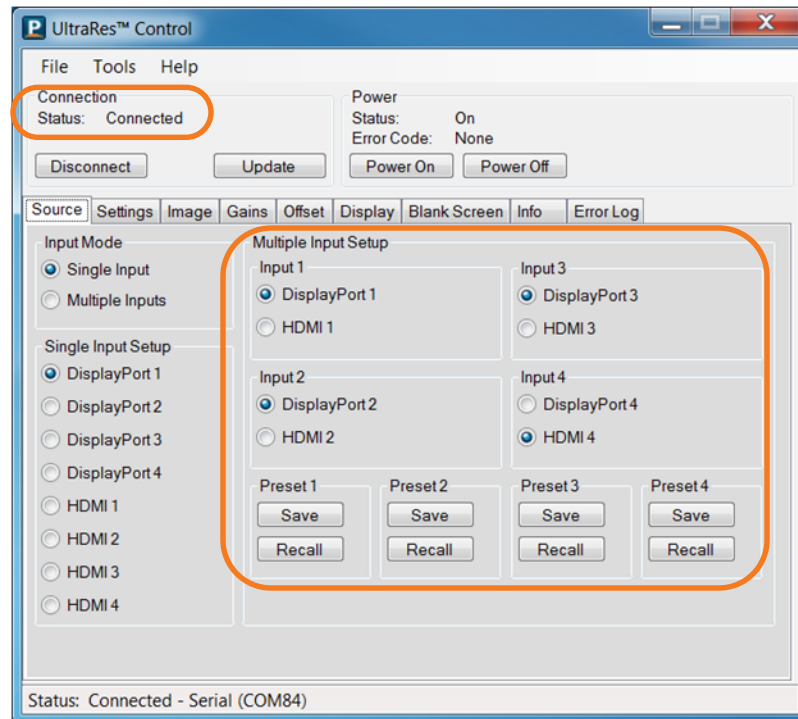 P UltraRes™ Control
File Tools Help
Connection
Status: Connected
Disconnect Update
Power
Status: On
Error Code: None
Power On Power Off
Source Settings Image Gains Offset Display Blank Screen Info Error Log
Input Mode
Single Input
Multiple Inputs
Single Input Setup
DisplayPort 1
DisplayPort 2
DisplayPort 3
DisplayPort 4
HDMI 1
HDMI 2
HDMI 3
HDMI 4
Multiple Input Setup
Input 1
DisplayPort 1
HDMI 1
Input 3
DisplayPort 3
HDMI 3
Input 2
DisplayPort 2
HDMI 2
Input 4
DisplayPort 4
HDMI 4
Preset 1 Preset 2 Preset 3 Preset 4
Save Save Save Save
Recall Recall Recall Recall
Status: Connected - Serial (COM84)